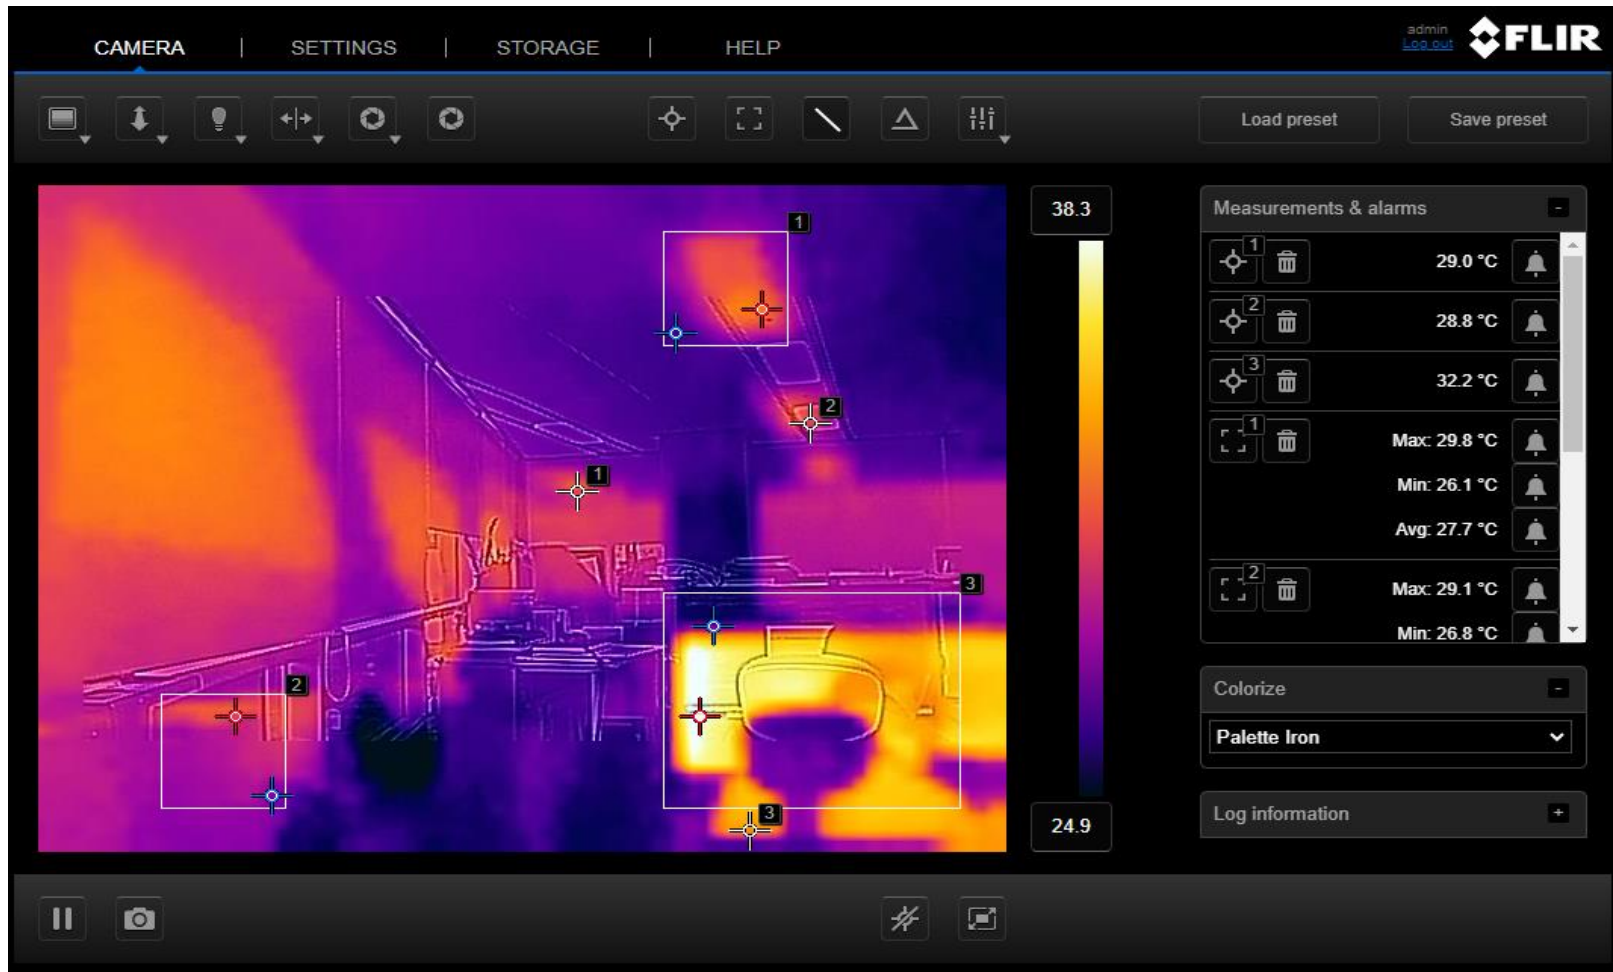 CAMERA | SETTINGS | STORAGE | HELP
admin
Log out
FLIR
Load preset
Save preset
38.3
24.9
1
2
1
3
2
3
Measurements & alarms
1 29.0 °C
2 28.8 °C
3 32.2 °C
1 Max: 29.8 °C
Min: 26.1 °C
Avg: 27.7 °C
2 Max: 29.1 °C
Min: 26.8 °C
Colorize
Palette Iron
Log information